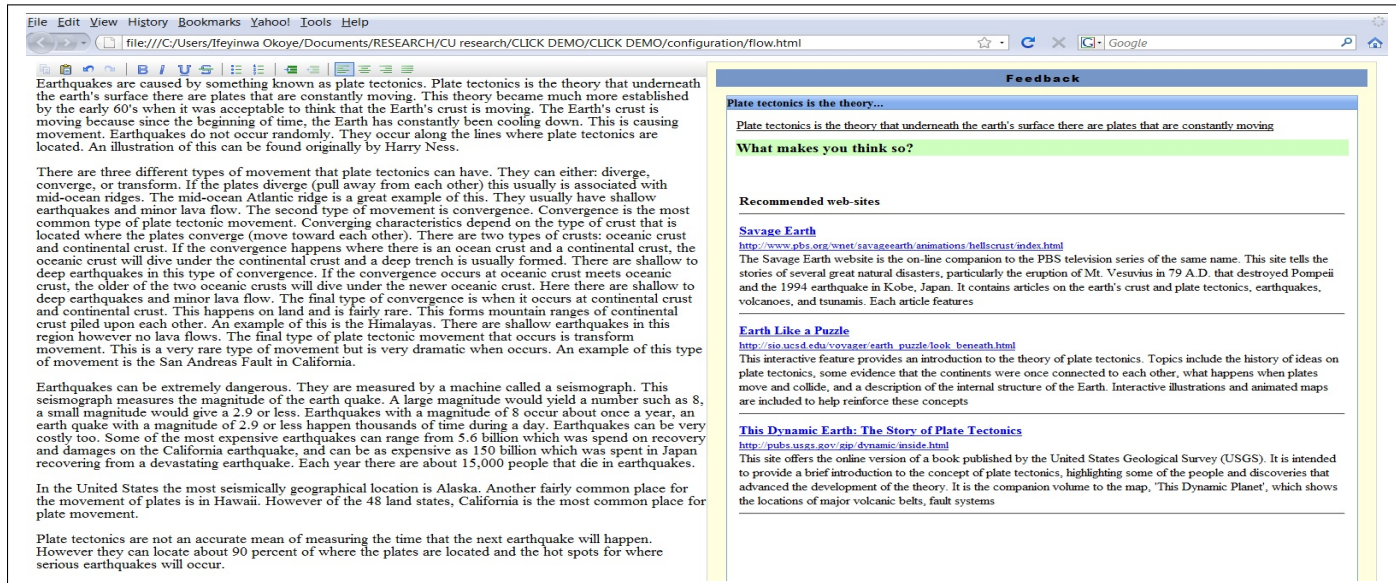 File Edit View History Bookmarks Yahoo! Tools Help
file:///C:/Users/Ifeyinwa Okoye/Documents/RESEARCH/CU research/CLICK DEMO/CLICK DEMO/configuration/flow.html
G Google
B I U S
Earthquakes are caused by something known as plate tectonics. Plate tectonics is the theory that underneath
the earth's surface there are plates that are constantly moving. This theory became much more established
by the early 60's when it was acceptable to think that the Earth's crust is moving. The Earth's crust is
moving because since the beginning of time, the Earth has constantly been cooling down. This is causing
movement. Earthquakes do not occur randomly. They occur along the lines where plate tectonics are
located. An illustration of this can be found originally by Harry Ness.
There are three different types of movement that plate tectonics can have. They can either: diverge,
converge, or transform. If the plates diverge (pull away from each other) this usually is associated with
mid-ocean ridges. The mid-ocean Atlantic ridge is a great example of this. They usually have shallow
earthquakes and minor lava flow. The second type of movement is convergence. Convergence is the most
common type of plate tectonic movement. Converging characteristics depend on the type of crust that is
located where the plates converge (move toward each other). There are two types of crusts: oceanic crust
and continental crust. If the convergence happens where there is an ocean crust and a continental crust, the
oceanic crust will dive under the continental crust and a deep trench is usually formed. There are shallow to
deep earthquakes in this type of convergence. If the convergence occurs at oceanic crust meets oceanic
crust, the older of the two oceanic crusts will dive under the newer oceanic crust. Here there are shallow to
deep earthquakes and minor lava flow. The final type of convergence is when it occurs at continental crust
and continental crust. This happens on land and is fairly rare. This forms mountain ranges of continental
crust piled upon each other. An example of this is the Himalayas. There are shallow earthquakes in this
region however no lava flows. The final type of plate tectonic movement that occurs is transform
movement. This is a very rare type of movement but is very dramatic when occurs. An example of this type
of movement is the San Andreas Fault in California.
Earthquakes can be extremely dangerous. They are measured by a machine called a seismograph. This
seismograph measures the magnitude of the earth quake. A large magnitude would yield a number such as 8,
a small magnitude would give a 2.9 or less. Earthquakes with a magnitude of 8 occur about once a year, an
earth quake with a magnitude of 2.9 or less happen thousands of time during a day. Earthquakes can be very
costly too. Some of the most expensive earthquakes can range from 5.6 billion which was spend on recovery
and damages on the California earthquake, and can be as expensive as 150 billion which was spent in Japan
recovering from a devastating earthquake. Each year there are about 15,000 people that die in earthquakes.
In the United States the most seismically geographical location is Alaska. Another fairly common place for
the movement of plates is in Hawaii. However of the 48 land states, California is the most common place for
plate movement.
Plate tectonics are not an accurate mean of measuring the time that the next earthquake will happen.
However they can locate about 90 percent of where the plates are located and the hot spots for where
serious earthquakes will occur.
Feedback
Plate tectonics is the theory...
Plate tectonics is the theory that underneath the earth's surface there are plates that are constantly moving
What makes you think so?
Recommended web-sites
Savage Earth
http://www.pbs.org/wnet/savageearth/animations/hellscrust/index.html
The Savage Earth website is the on-line companion to the PBS television series of the same name. This site tells the
stories of several great natural disasters, particularly the eruption of Mt. Vesuvius in 79 A.D. that destroyed Pompeii
and the 1994 earthquake in Kobe, Japan. It contains articles on the earth's crust and plate tectonics, earthquakes,
volcanoes, and tsunamis. Each article features
Earth Like a Puzzle
http://sio.ucsd.edu/voyager/earth_puzzle/look_beneath.html
This interactive feature provides an introduction to the theory of plate tectonics. Topics include the history of ideas on
plate tectonics, some evidence that the continents were once connected to each other, what happens when plates
move and collide, and a description of the internal structure of the Earth. Interactive illustrations and animated maps
are included to help reinforce these concepts
This Dynamic Earth: The Story of Plate Tectonics
http://pubs.usgs.gov/gip/dynamic/inside.html
This site offers the online version of a book published by the United States Geological Survey (USGS). It is intended
to provide a brief introduction to the concept of plate tectonics, highlighting some of the people and discoveries that
advanced the development of the theory. It is the companion volume to the map, 'This Dynamic Planet', which shows
the locations of major volcanic belts, fault systems